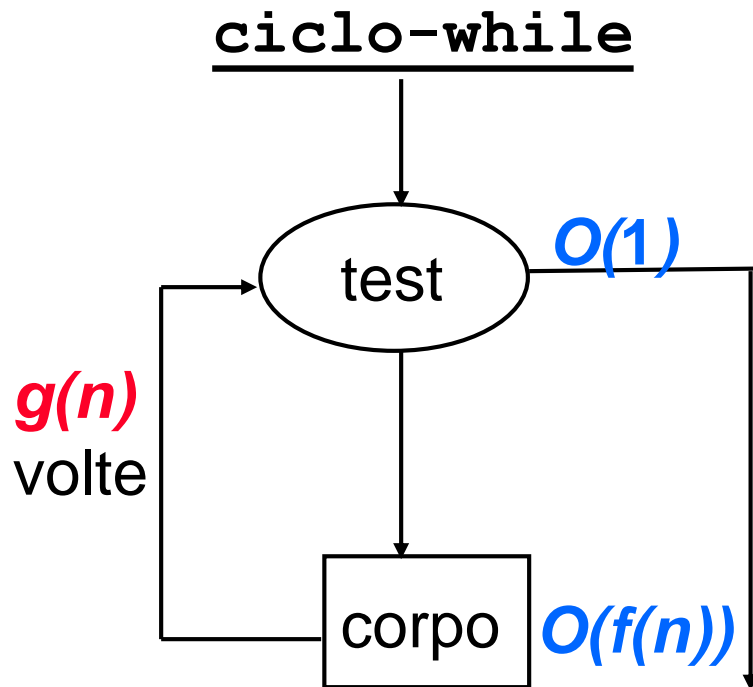 ciclo-while
O(1)
test
g(n)
volte
corpo
O(f(n))